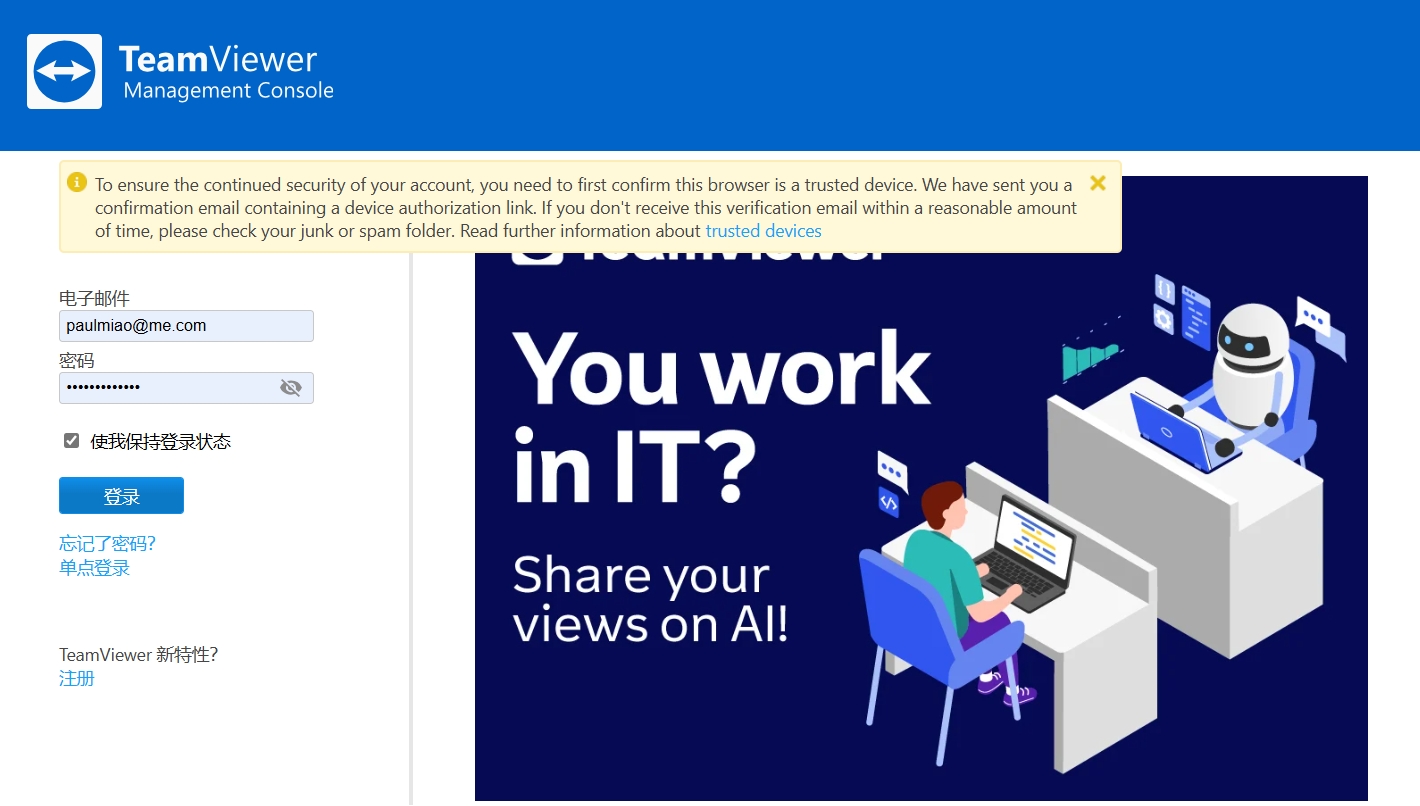 TeamViewer
Management Console
To ensure the continued security of your account, you need to first confirm this browser is a trusted device. We have sent you a
confirmation email containing a device authorization link. If you don't receive this verification email within a reasonable amount
of time, please check your junk or spam folder. Read further information about trusted devices
电子邮件
paulmiao@me.com
密码
•••••••••••••
使我保持登录状态
登录
忘记了密码?
单点登录
TeamViewer 新特性?
注册
TeamViewer
You work
in IT?
Share your
views on AI!